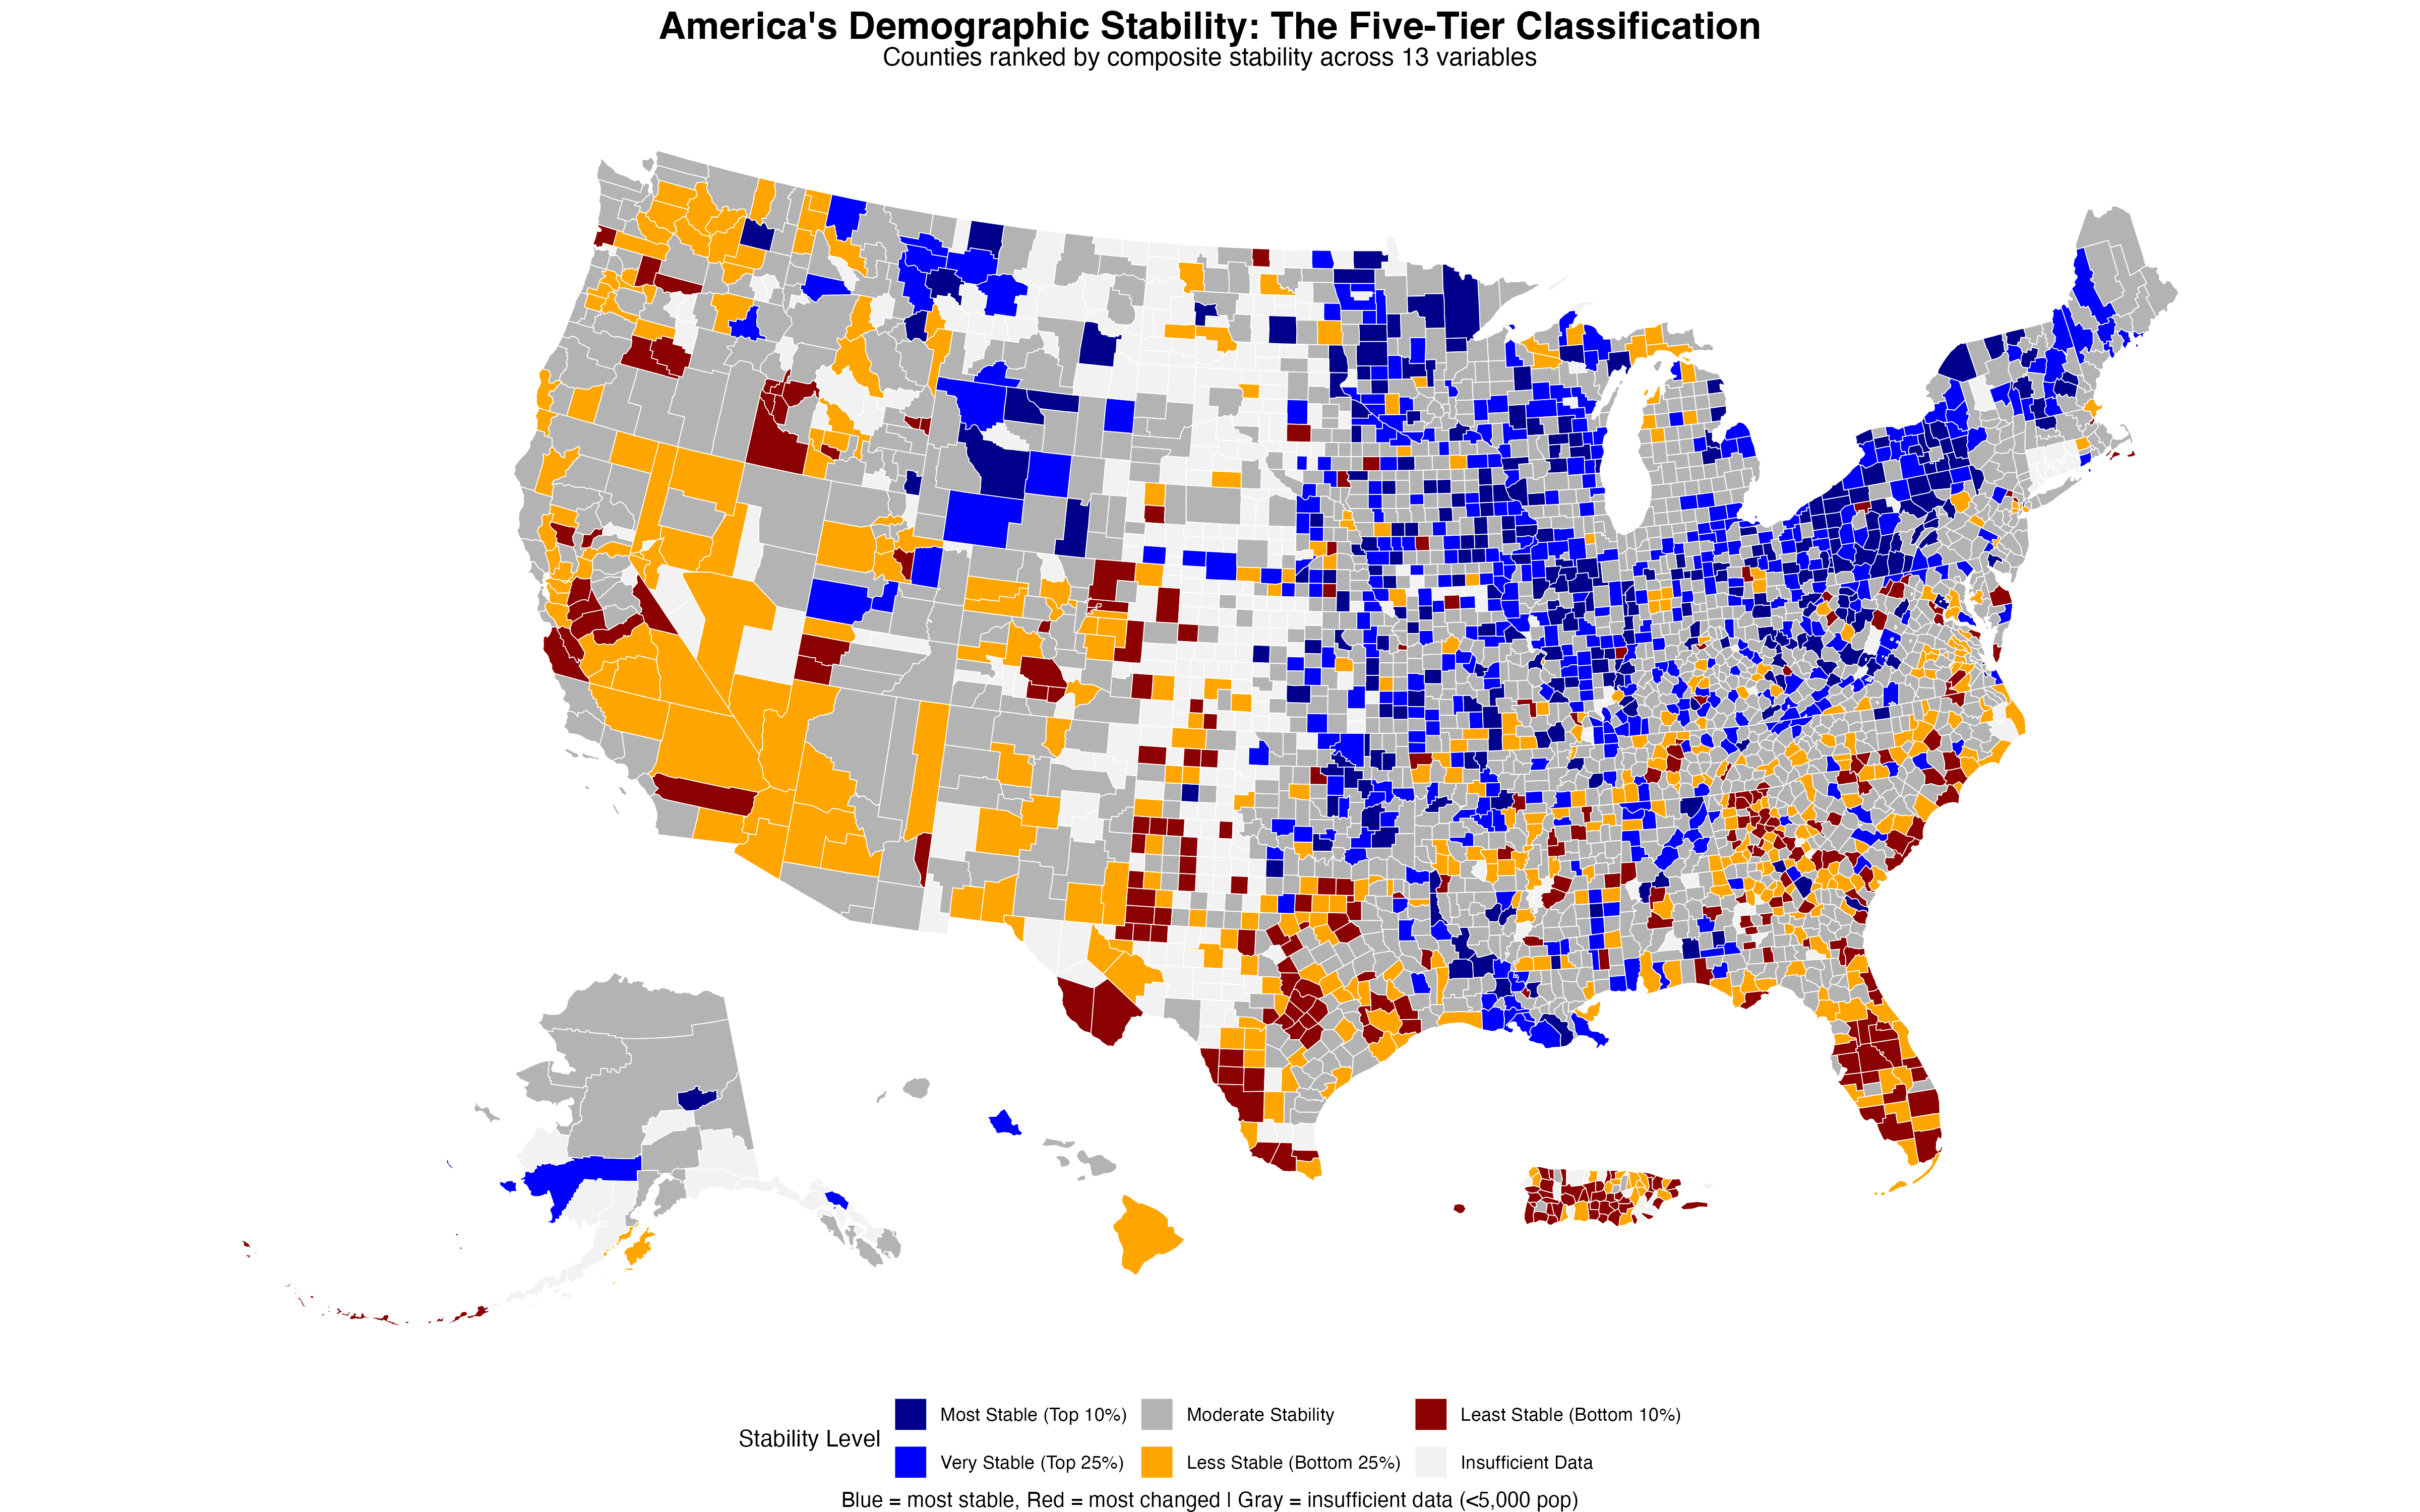 America's Demographic Stability: The Five-Tier Classification
Counties ranked by composite stability across 13 variables
Stability Level
Most Stable (Top 10%)
Very Stable (Top 25%)
Moderate Stability
Less Stable (Bottom 25%)
Least Stable (Bottom 10%)
Insufficient Data
Blue = most stable, Red = most changed | Gray = insufficient data (<5,000 pop)